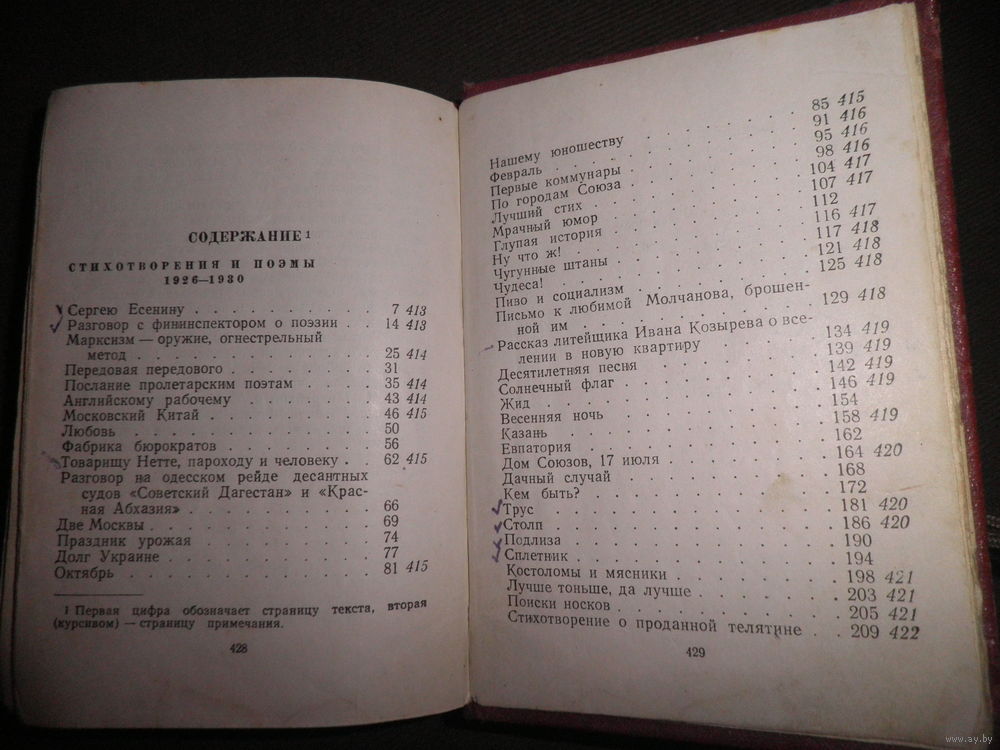 СОДЕРЖАНИЕ 1
СТИХОТВОРЕНИЯ И ПОЭМЫ
1926—1930
Сергею Есенину . . . . . . . . . . 7 413
Разговор с фининспектором о поэзии . . 14 413
Марксизм — оружие, огнестрельный
метод . . . . . . . . . . . . . 25 414
Передовая передового . . . . . . . . 31
Послание пролетарским поэтам . . . . 35 414
Английскому рабочему . . . . . . . 43 414
Московский Китай . . . . . . . . . 46 415
Любовь . . . . . . . . . . . . . 50
Фабрика бюрократов . . . . . . . . 56
Товарищу Нетте, пароходу и человеку . . 62 415
Разговор на одесском рейде десантных
судов «Советский Дагестан» и «Крас-
ная Абхазия» . . . . . . . . . . 66
Две Москвы . . . . . . . . . . . 69
Праздник урожая . . . . . . . . . 74
Долг Украине . . . . . . . . . . . 77
Октябрь . . . . . . . . . . . . . 81 415
1 Первая цифра обозначает страницу текста, вторая
(курсивом) — страницу примечания.
428
Нашему юношеству . . . . . . . . 85 415
Февраль . . . . . . . . . . . . 91 416
Первые коммунары . . . . . . . . 95 416
По городам Союза . . . . . . . . 98 416
Лучший стих . . . . . . . . . . 104 417
Мрачный юмор . . . . . . . . . 107 417
Глупая история . . . . . . . . . 112
Ну что ж! . . . . . . . . . . . 116 417
Чугунные штаны . . . . . . . . . 117 418
Чудеса! . . . . . . . . . . . . 121 418
Пиво и социализм . . . . . . . . 125 418
Письмо к любимой Молчанова, брошен-
ной им . . . . . . . . . . . . 129 418
Рассказ литейщика Ивана Козырева о все-
лении в новую квартиру . . . . . . 134 419
Десятилетняя песня . . . . . . . . 139 419
Солнечный флаг . . . . . . . . . 142 419
Жид . . . . . . . . . . . . . . 146 419
Весенняя ночь . . . . . . . . . . 154
Казань . . . . . . . . . . . . . 158 419
Евпатория . . . . . . . . . . . 162
Дом Союзов, 17 июля . . . . . . . 164 420
Дачный случай . . . . . . . . . . 168
Кем быть? . . . . . . . . . . . 172
Трус . . . . . . . . . . . . . . 181 420
Столп . . . . . . . . . . . . . 186 420
Подлиза . . . . . . . . . . . . 190
Сплетник . . . . . . . . . . . . 194
Костоломы и мясники . . . . . . . 198 421
Лучше тоньше, да лучше . . . . . . 203 421
Поиски носков . . . . . . . . . . 205 421
Стихотворение о проданной телятине . . 209 422
429
www.ay.by